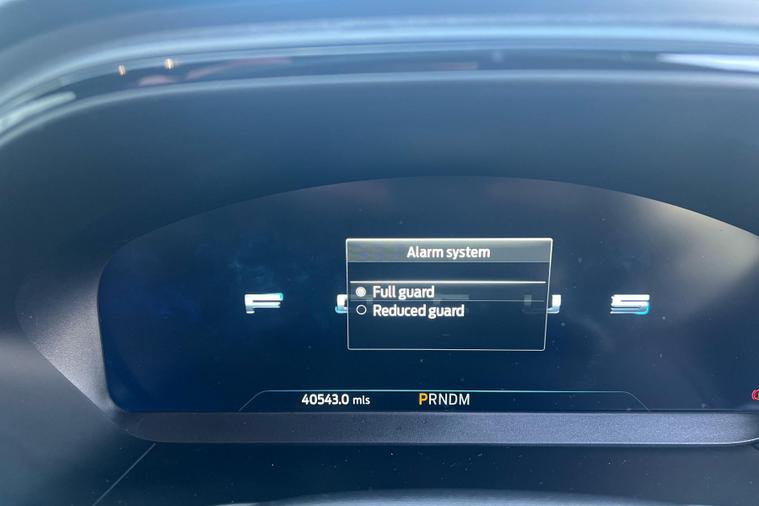 Alarm system
Full guard
Reduced guard
F S
40543.0 mls
PRNDM